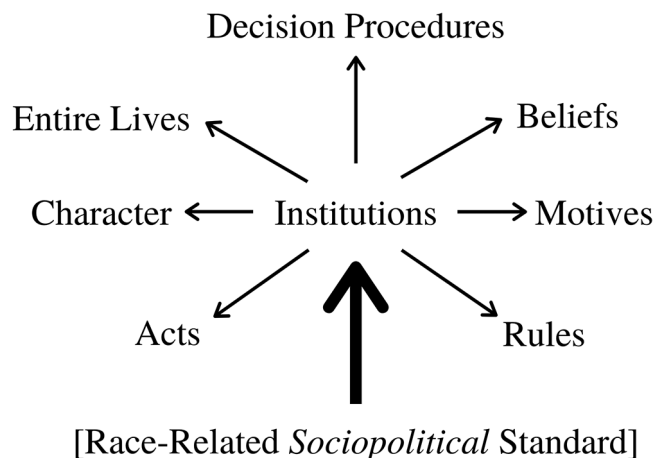 Decision Procedures
Entire Lives
Beliefs
Character
Institutions
Motives
Acts
Rules
[Race-Related Sociopolitical Standard]